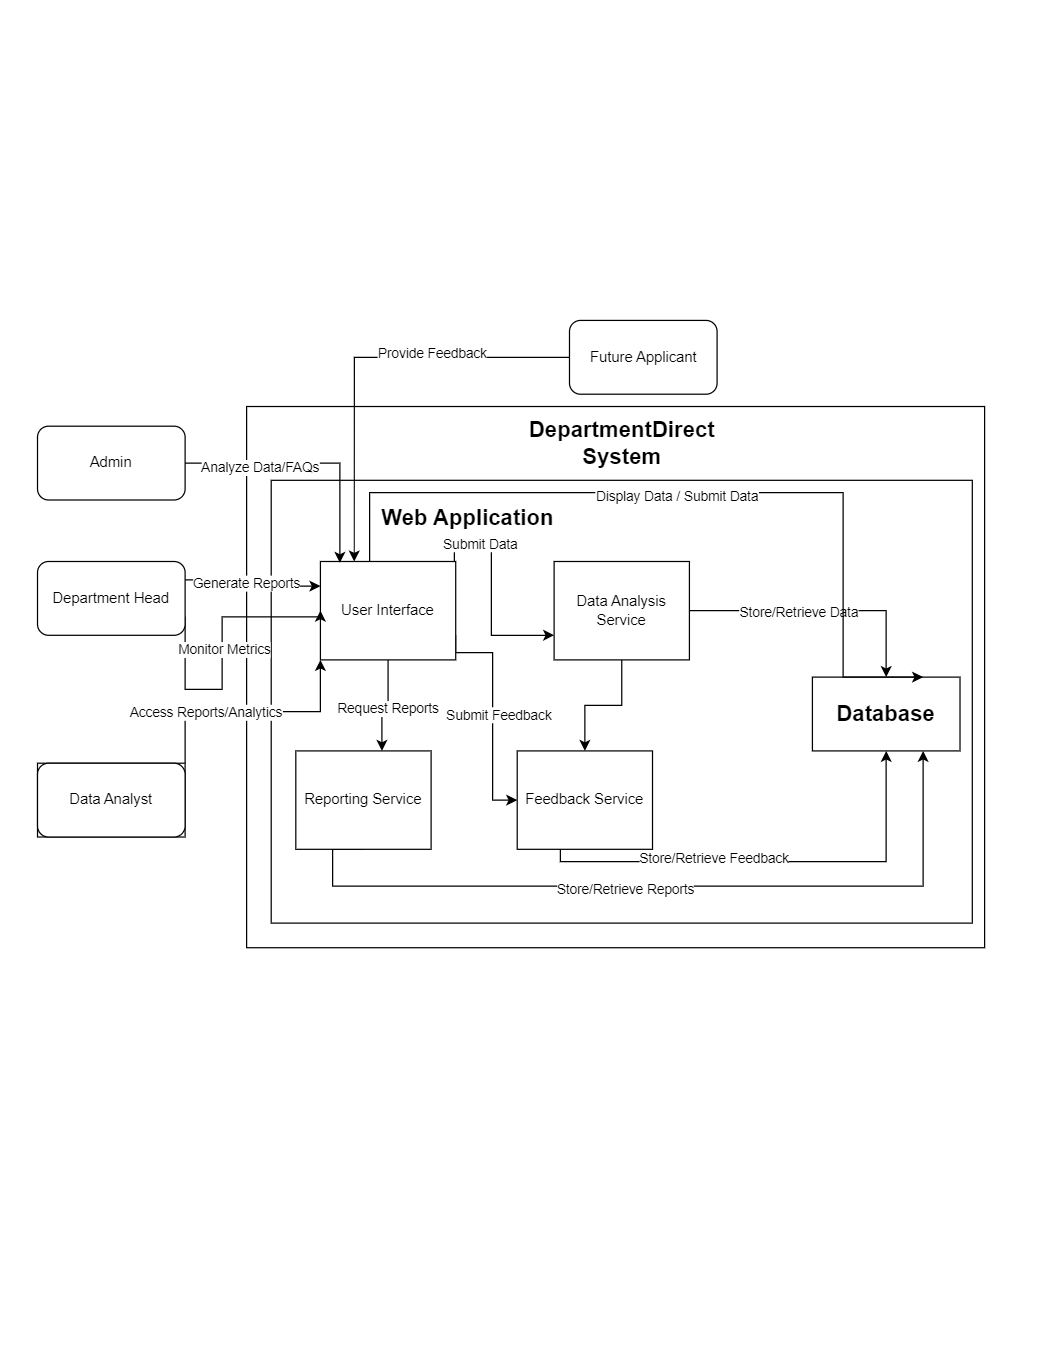 Future Applicant
Provide Feedback
DepartmentDirect
System
Admin
Analyze Data/FAQs
Display Data / Submit Data
Web Application
Submit Data
Department Head
Generate Reports
User Interface
Data Analysis
Service
Store/Retrieve Data
Monitor Metrics
Access Reports/Analytics
Request Reports
Submit Feedback
Database
Data Analyst
Reporting Service
Feedback Service
Store/Retrieve Feedback
Store/Retrieve Reports